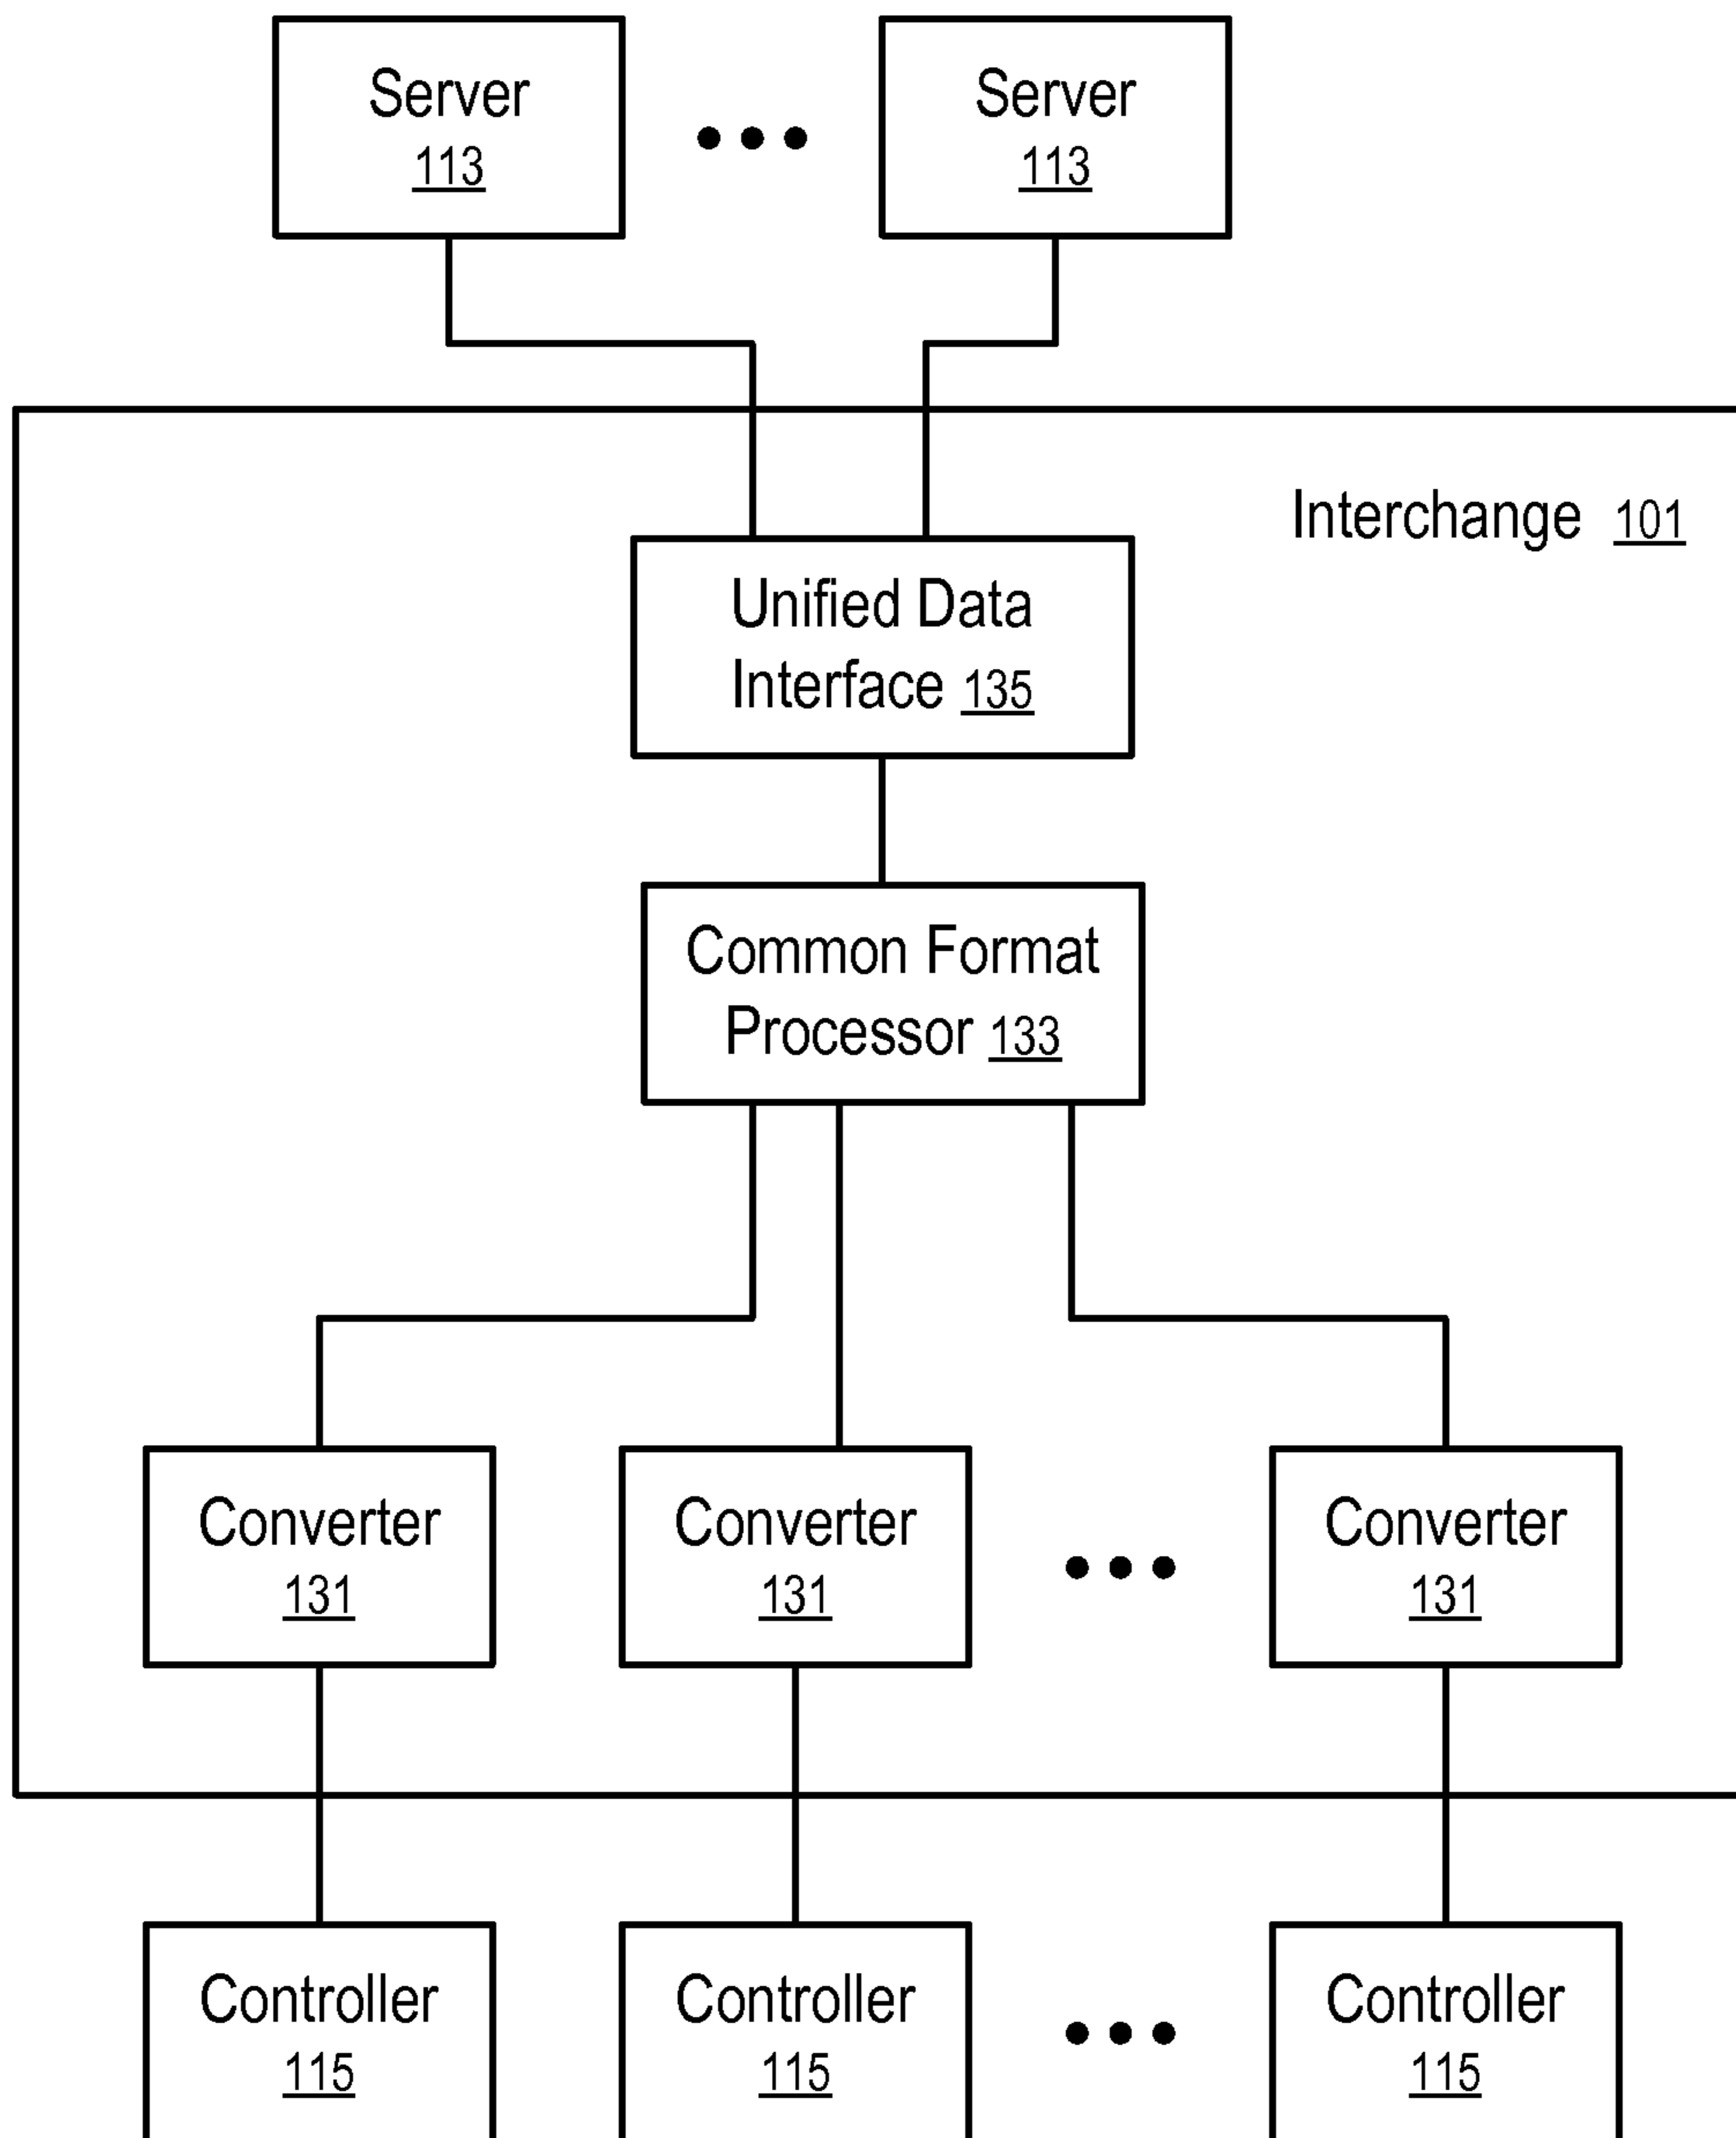 Server
113
Server
113
Interchange 101
Unified Data
Interface 135
Common Format
Processor 133
Converter
131
Converter
131
Converter
131
Controller
115
Controller
115
Controller
115